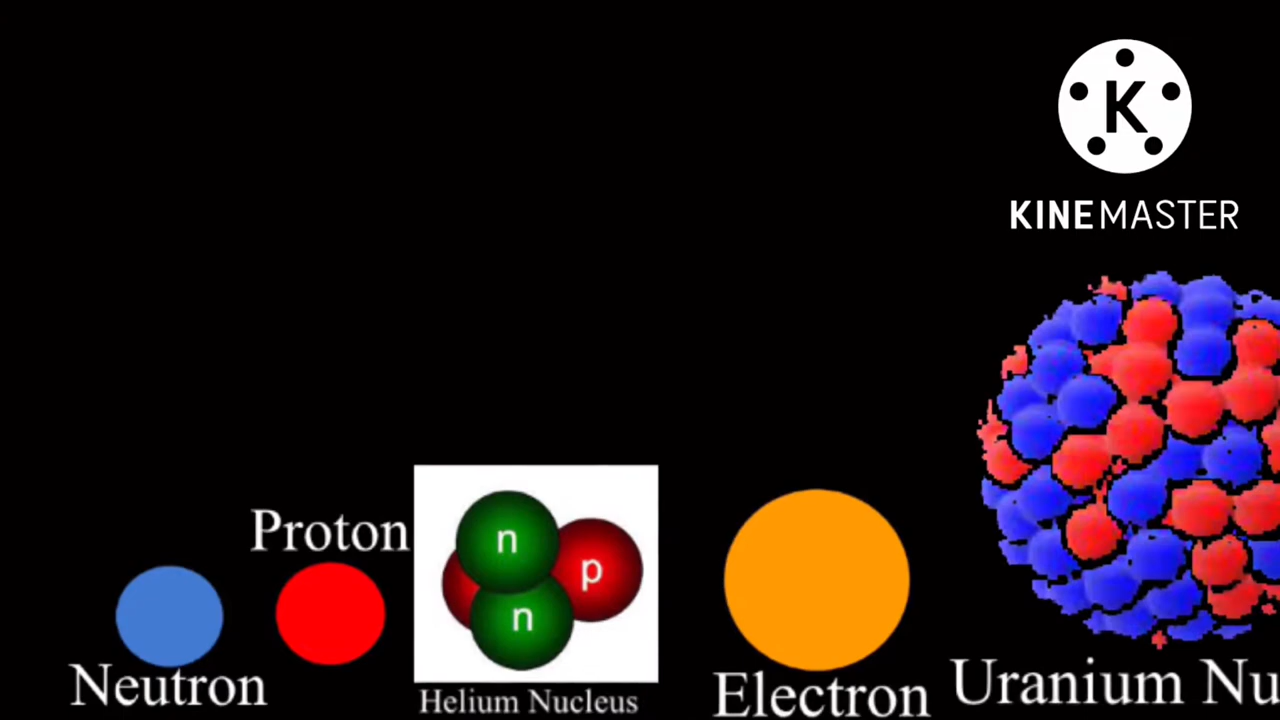 K
KINEMASTER
Proton
n
p
n
Neutron
Helium Nucleus
Electron
Uranium Nu